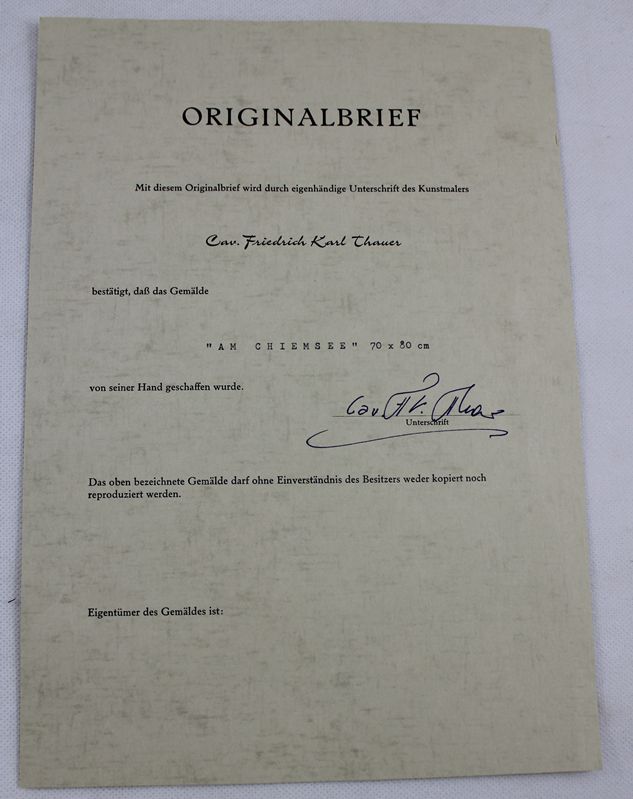 ORIGINALBRIEF
Mit diesem Originalbrief wird durch eigenhändige Unterschrift des Kunstmalers
Cav. Friedrich Karl Thauer
bestätigt, daß das Gemälde
"AM CHIEMSEE" 70 x 80 cm
von seiner Hand geschaffen wurde.
Unterschrift
Das oben bezeichnete Gemälde darf ohne Einverständnis des Besitzers weder kopiert noch
reproduziert werden.
Eigentümer des Gemäldes ist: